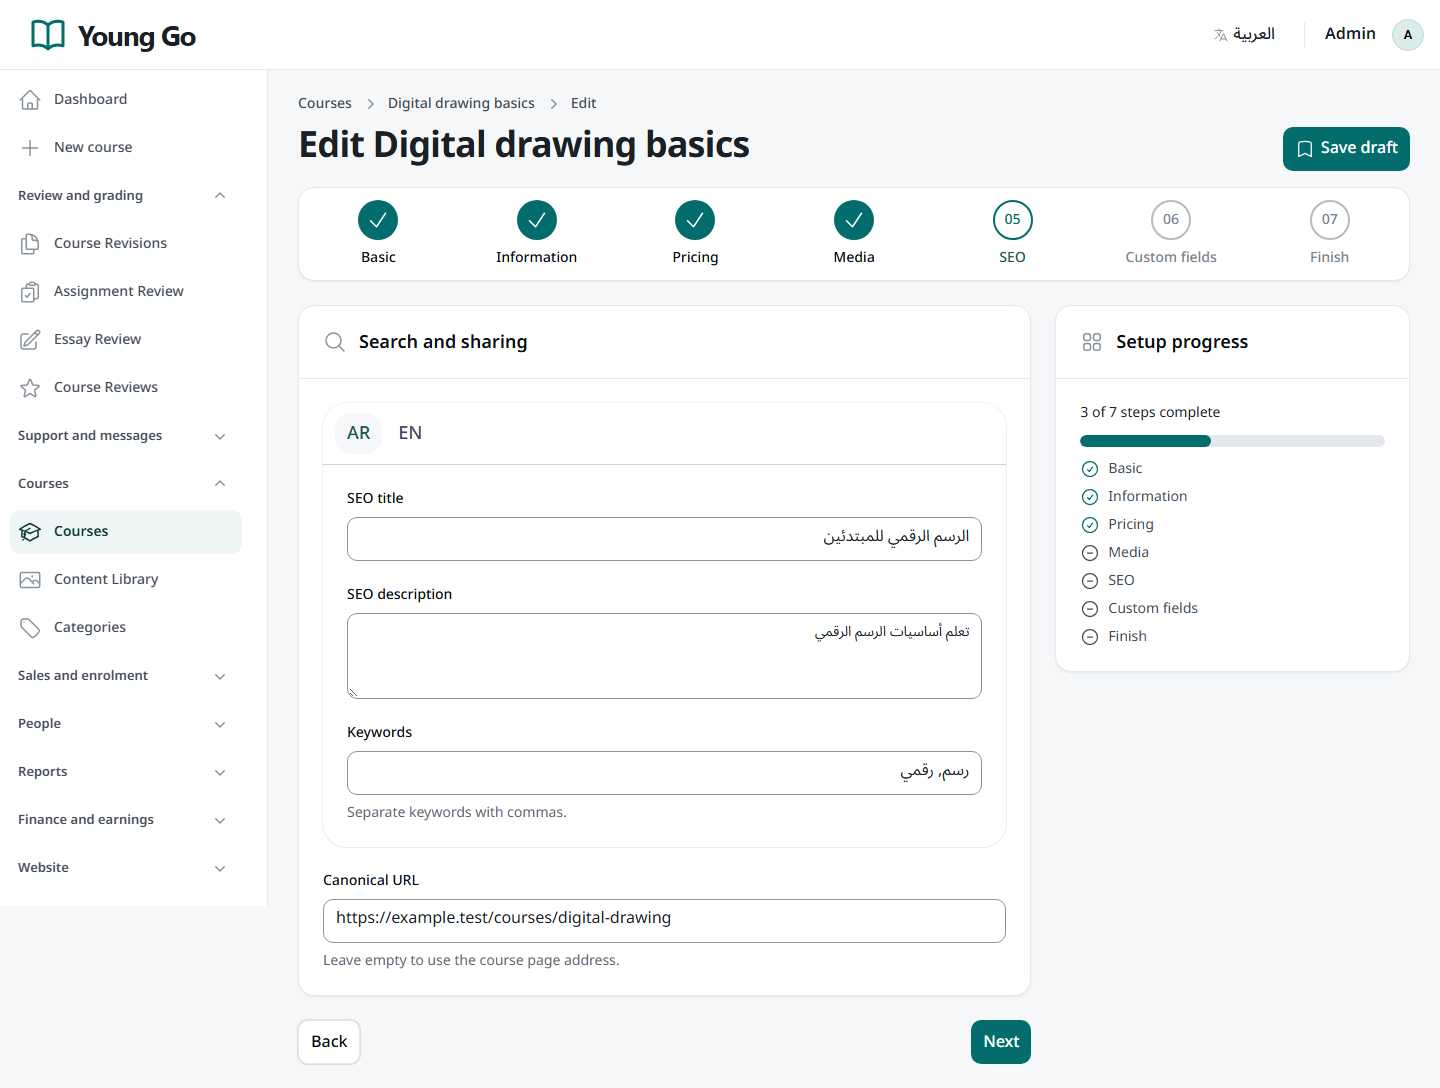 Young Go
العربية
Admin
A
Dashboard
New course
Review and grading
Course Revisions
Assignment Review
Essay Review
Course Reviews
Support and messages
Courses
Courses
Content Library
Categories
Sales and enrolment
People
Reports
Finance and earnings
Website
Courses > Digital drawing basics > Edit
Edit Digital drawing basics
Save draft
Basic
Information
Pricing
Media
05
SEO
06
Custom fields
07
Finish
Search and sharing
AR EN
SEO title
الرسم الرقمي للمبتدئين
SEO description
تعلم أساسيات الرسم الرقمي
Keywords
رسم, رقمي
Separate keywords with commas.
Canonical URL
https://example.test/courses/digital-drawing
Leave empty to use the course page address.
Back
Next
Setup progress
3 of 7 steps complete
Basic
Information
Pricing
Media
SEO
Custom fields
Finish